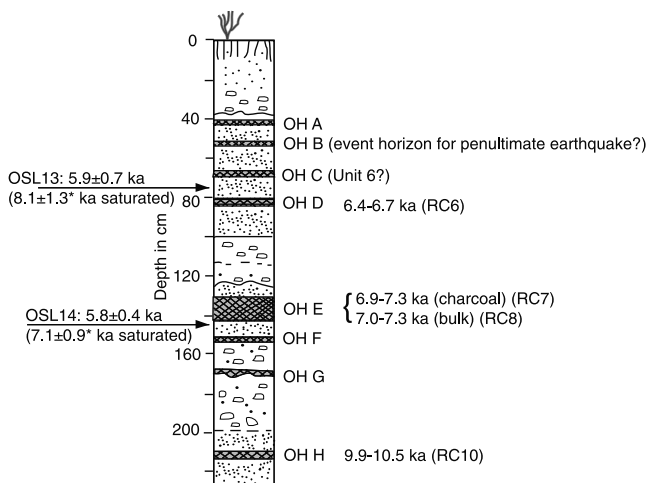 0
40
OH A
OH B (event horizon for penultimate earthquake?)
OSL13: 5.9±0.7 ka
(8.1±1.3* ka saturated)
OH C (Unit 6?)
80
OH D
6.4-6.7 ka (RC6)
Depth in cm
120
OH E
{ 6.9-7.3 ka (charcoal) (RC7)
7.0-7.3 ka (bulk) (RC8)
OSL14: 5.8±0.4 ka
(7.1±0.9* ka saturated)
OH F
160
OH G
200
OH H
9.9-10.5 ka (RC10)